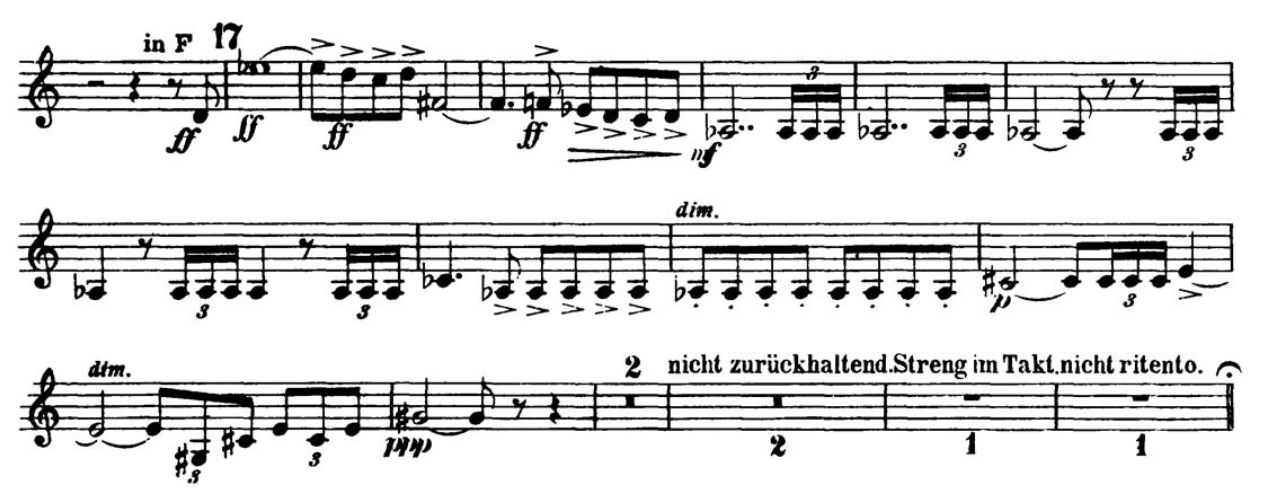 in F 17
3
ff ff ff ff mf 3 3
dim.
3 3 p 3
dim. 2 nicht zurückhaltend. Streng im Takt. nicht ritento.
3 3 ppp 2 1 1